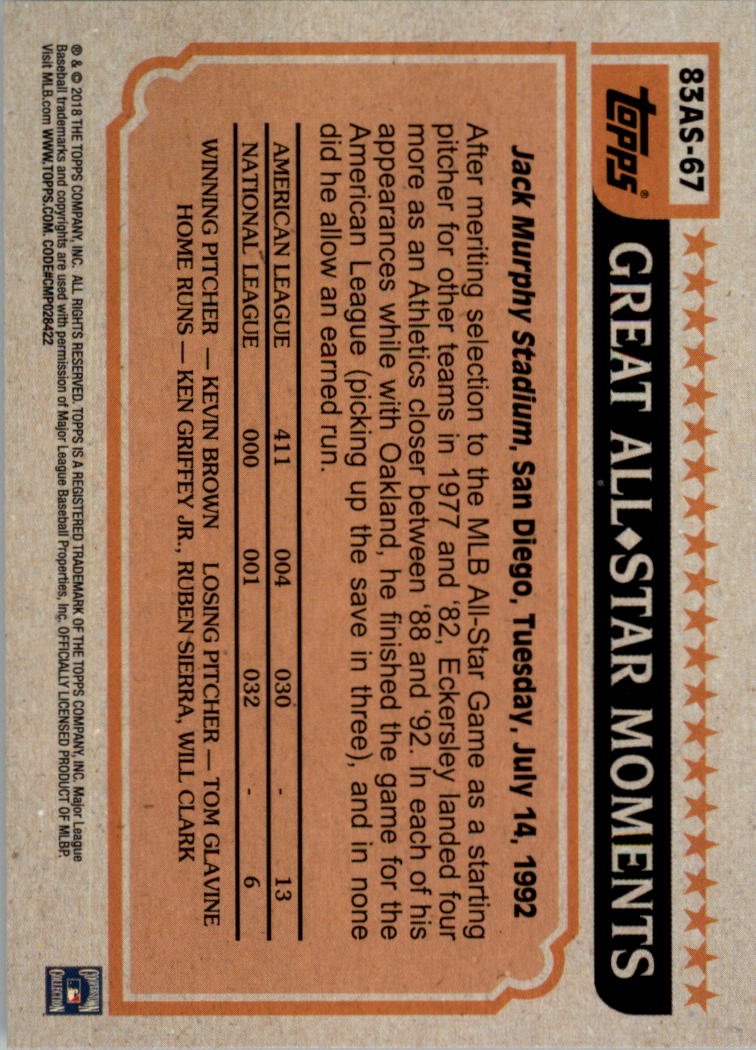 83AS-67
Topps®
GREAT ALL◆STAR MOMENTS
Jack Murphy Stadium, San Diego, Tuesday, July 14, 1992
After meriting selection to the MLB All-Star Game as a starting
pitcher for other teams in 1977 and '82, Eckersley landed four
more as an Athletics closer between '88 and '92. In each of his
appearances while with Oakland, he finished the game for the
American League (picking up the save in three), and in none
did he allow an earned run.
AMERICAN LEAGUE 411 004 030 - 13
NATIONAL LEAGUE 000 001 032 - 6
WINNING PITCHER — KEVIN BROWN LOSING PITCHER — TOM GLAVINE
HOME RUNS — KEN GRIFFEY JR., RUBEN SIERRA, WILL CLARK
® & © 2018 THE TOPPS COMPANY, INC. ALL RIGHTS RESERVED. TOPPS IS A REGISTERED TRADEMARK OF THE TOPPS COMPANY, INC. Major League
Baseball trademarks and copyrights are used with permission of Major League Baseball Properties, Inc. OFFICIALLY LICENSED PRODUCT OF MLBP.
Visit MLB.com WWW.TOPPS.COM. CODE#CMP028422
COOPERSTOWN
COLLECTION